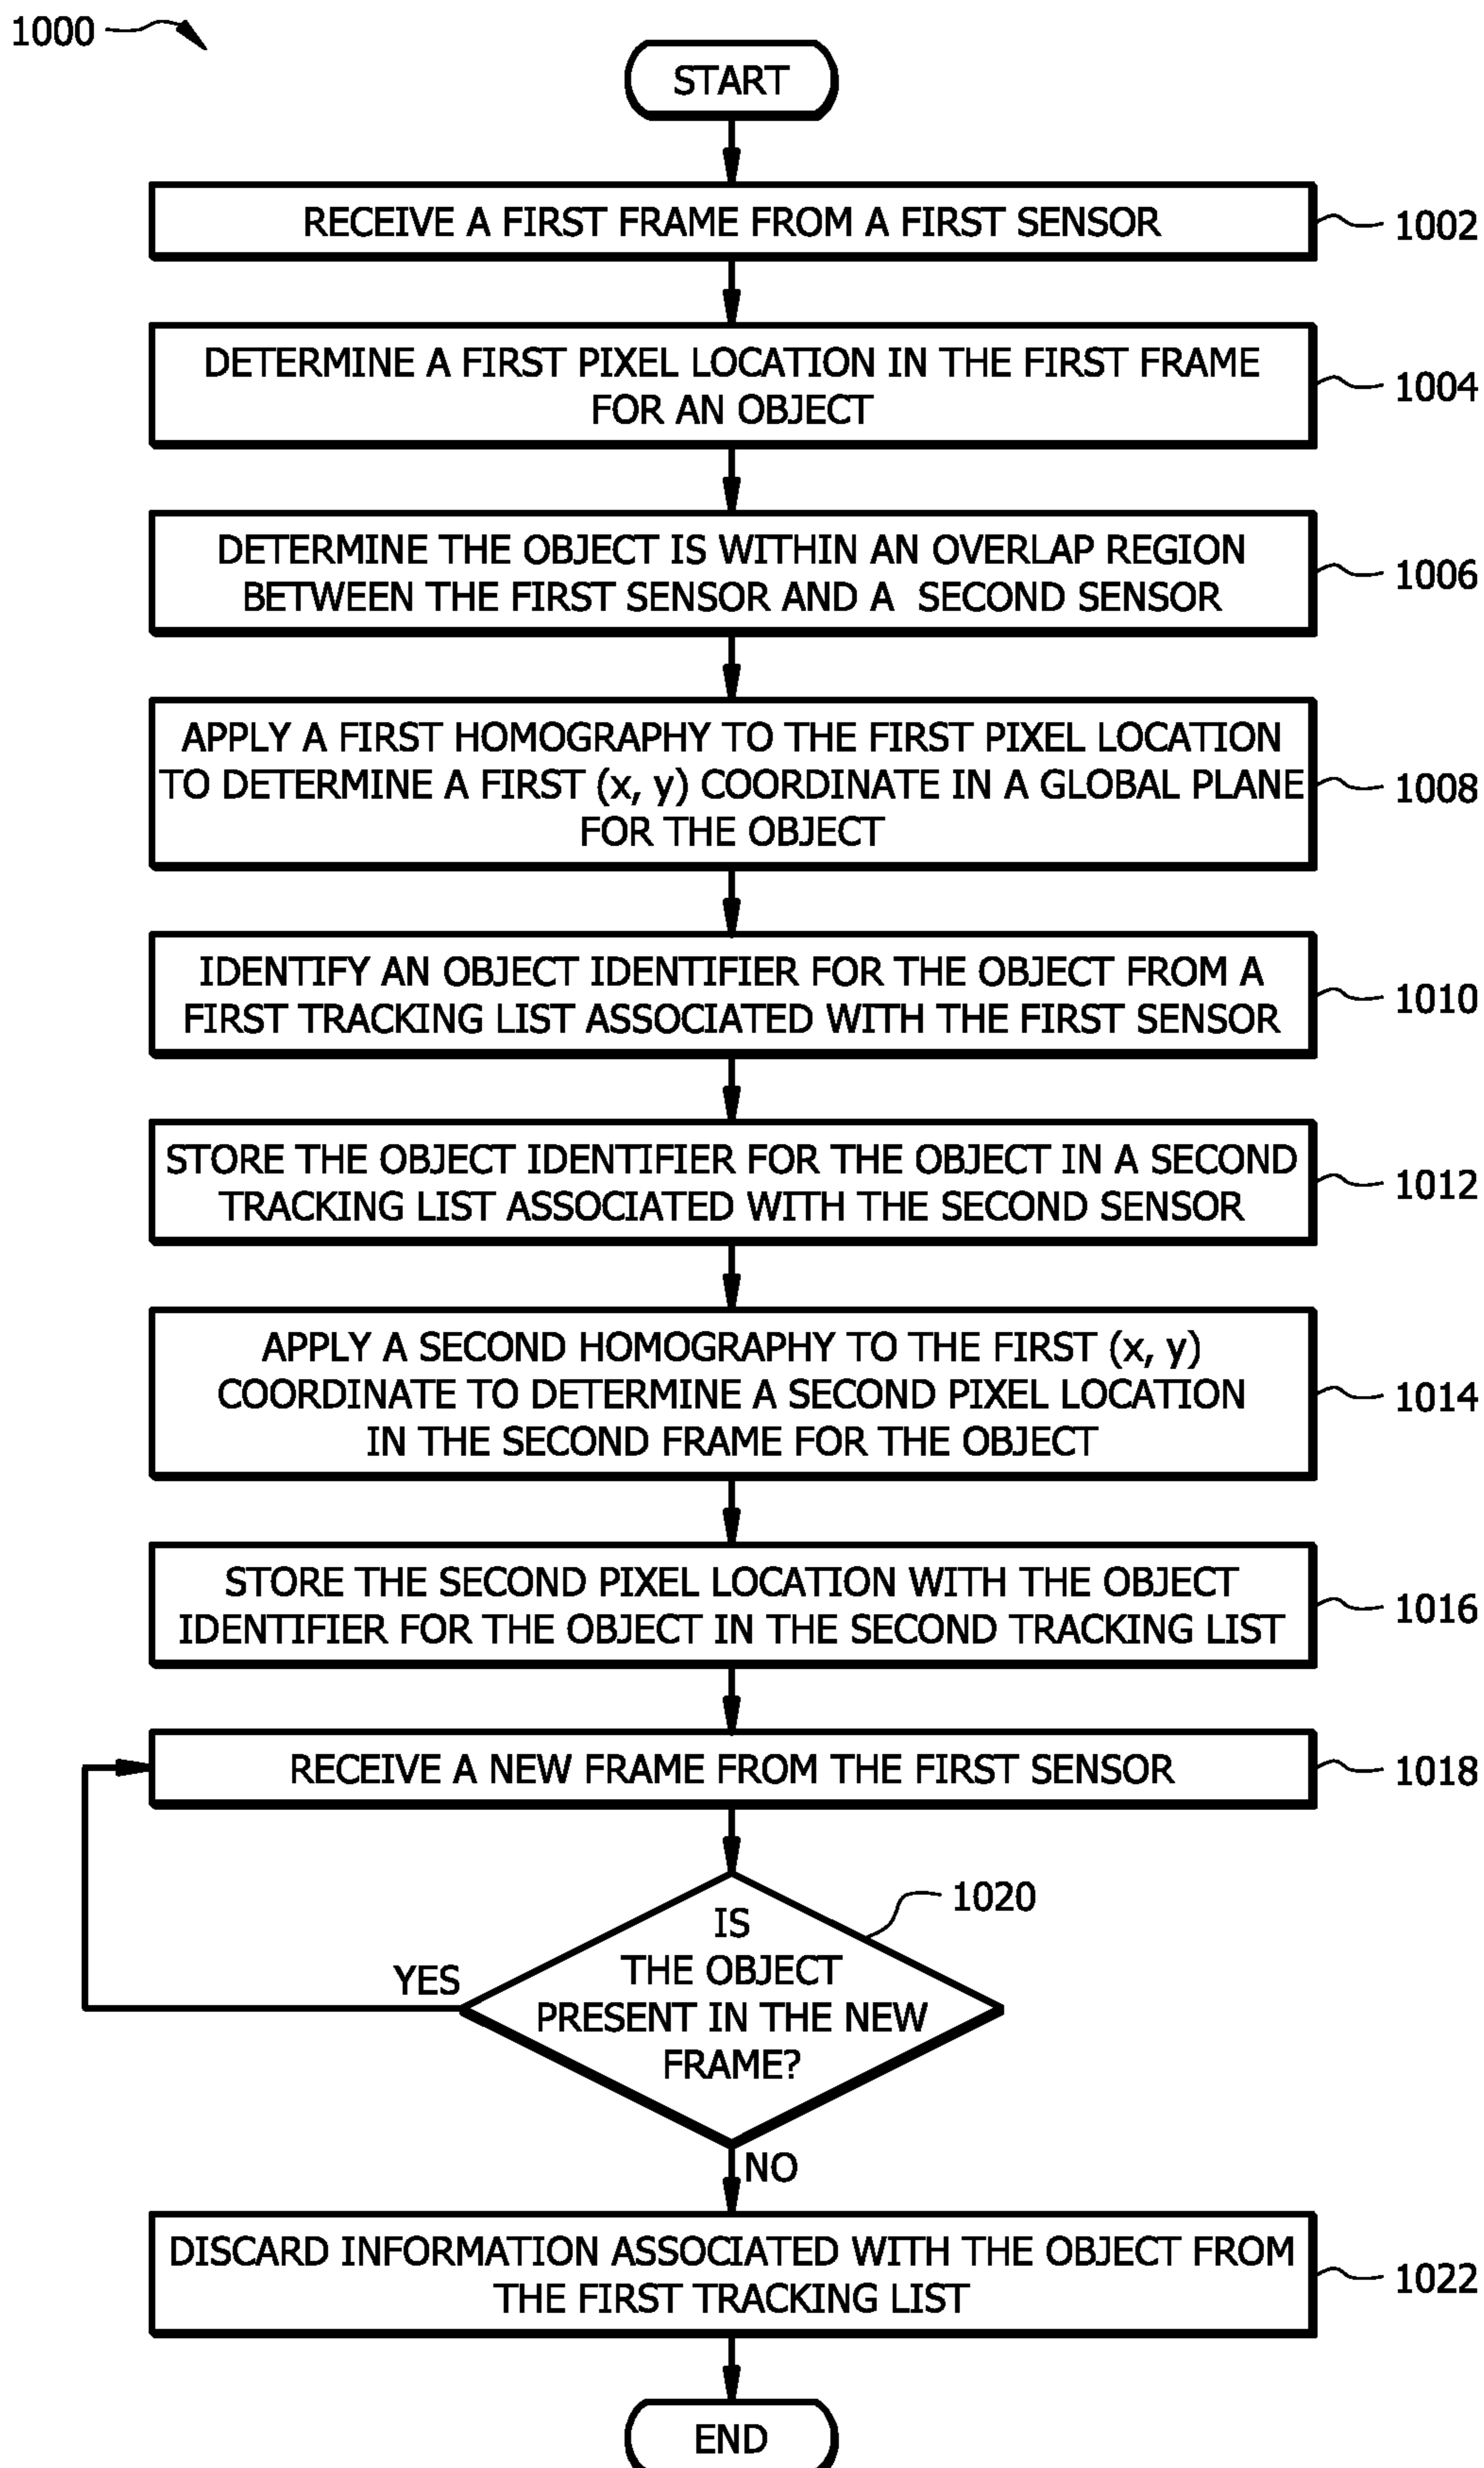 1000
START
RECEIVE A FIRST FRAME FROM A FIRST SENSOR
1002
DETERMINE A FIRST PIXEL LOCATION IN THE FIRST FRAME
FOR AN OBJECT
1004
DETERMINE THE OBJECT IS WITHIN AN OVERLAP REGION
BETWEEN THE FIRST SENSOR AND A SECOND SENSOR
1006
APPLY A FIRST HOMOGRAPHY TO THE FIRST PIXEL LOCATION
TO DETERMINE A FIRST (x, y) COORDINATE IN A GLOBAL PLANE
FOR THE OBJECT
1008
IDENTIFY AN OBJECT IDENTIFIER FOR THE OBJECT FROM A
FIRST TRACKING LIST ASSOCIATED WITH THE FIRST SENSOR
1010
STORE THE OBJECT IDENTIFIER FOR THE OBJECT IN A SECOND
TRACKING LIST ASSOCIATED WITH THE SECOND SENSOR
1012
APPLY A SECOND HOMOGRAPHY TO THE FIRST (x, y)
COORDINATE TO DETERMINE A SECOND PIXEL LOCATION
IN THE SECOND FRAME FOR THE OBJECT
1014
STORE THE SECOND PIXEL LOCATION WITH THE OBJECT
IDENTIFIER FOR THE OBJECT IN THE SECOND TRACKING LIST
1016
RECEIVE A NEW FRAME FROM THE FIRST SENSOR
1018
IS
THE OBJECT
PRESENT IN THE NEW
FRAME?
1020
YES
NO
DISCARD INFORMATION ASSOCIATED WITH THE OBJECT FROM
THE FIRST TRACKING LIST
1022
END